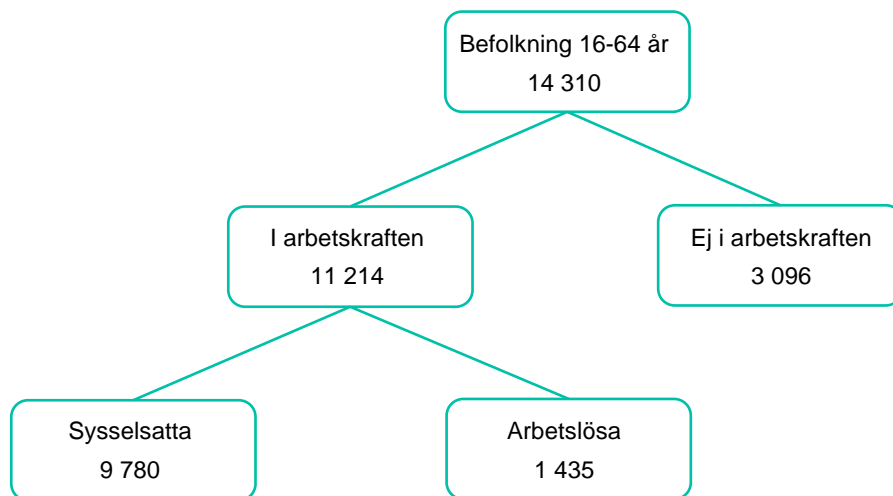 Befolkning 16-64 år
14 310
I arbetskraften
11 214
Ej i arbetskraften
3 096
Sysselsatta
9 780
Arbetslösa
1 435